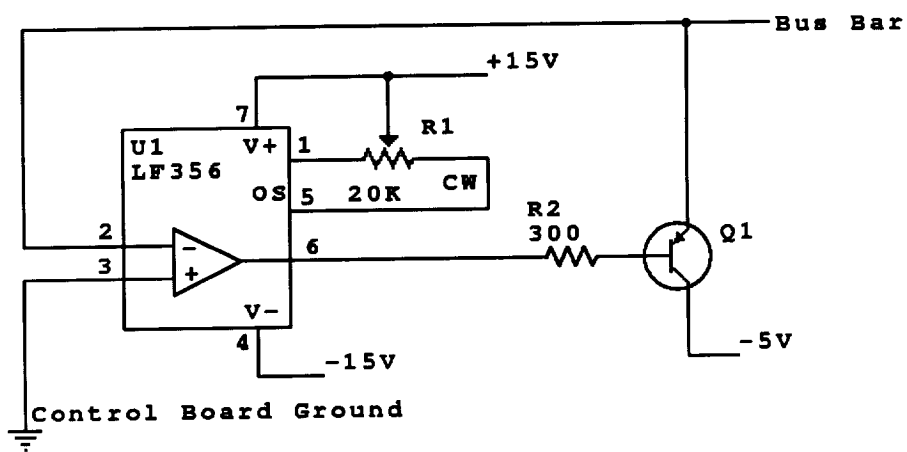 Bus Bar
+15V
7
U1
V+
1
R1
LF356
OS
5
20K
CW
2
R2
300
Q1
-
6
3
+
V-
4
-15V
-5V
Control Board Ground